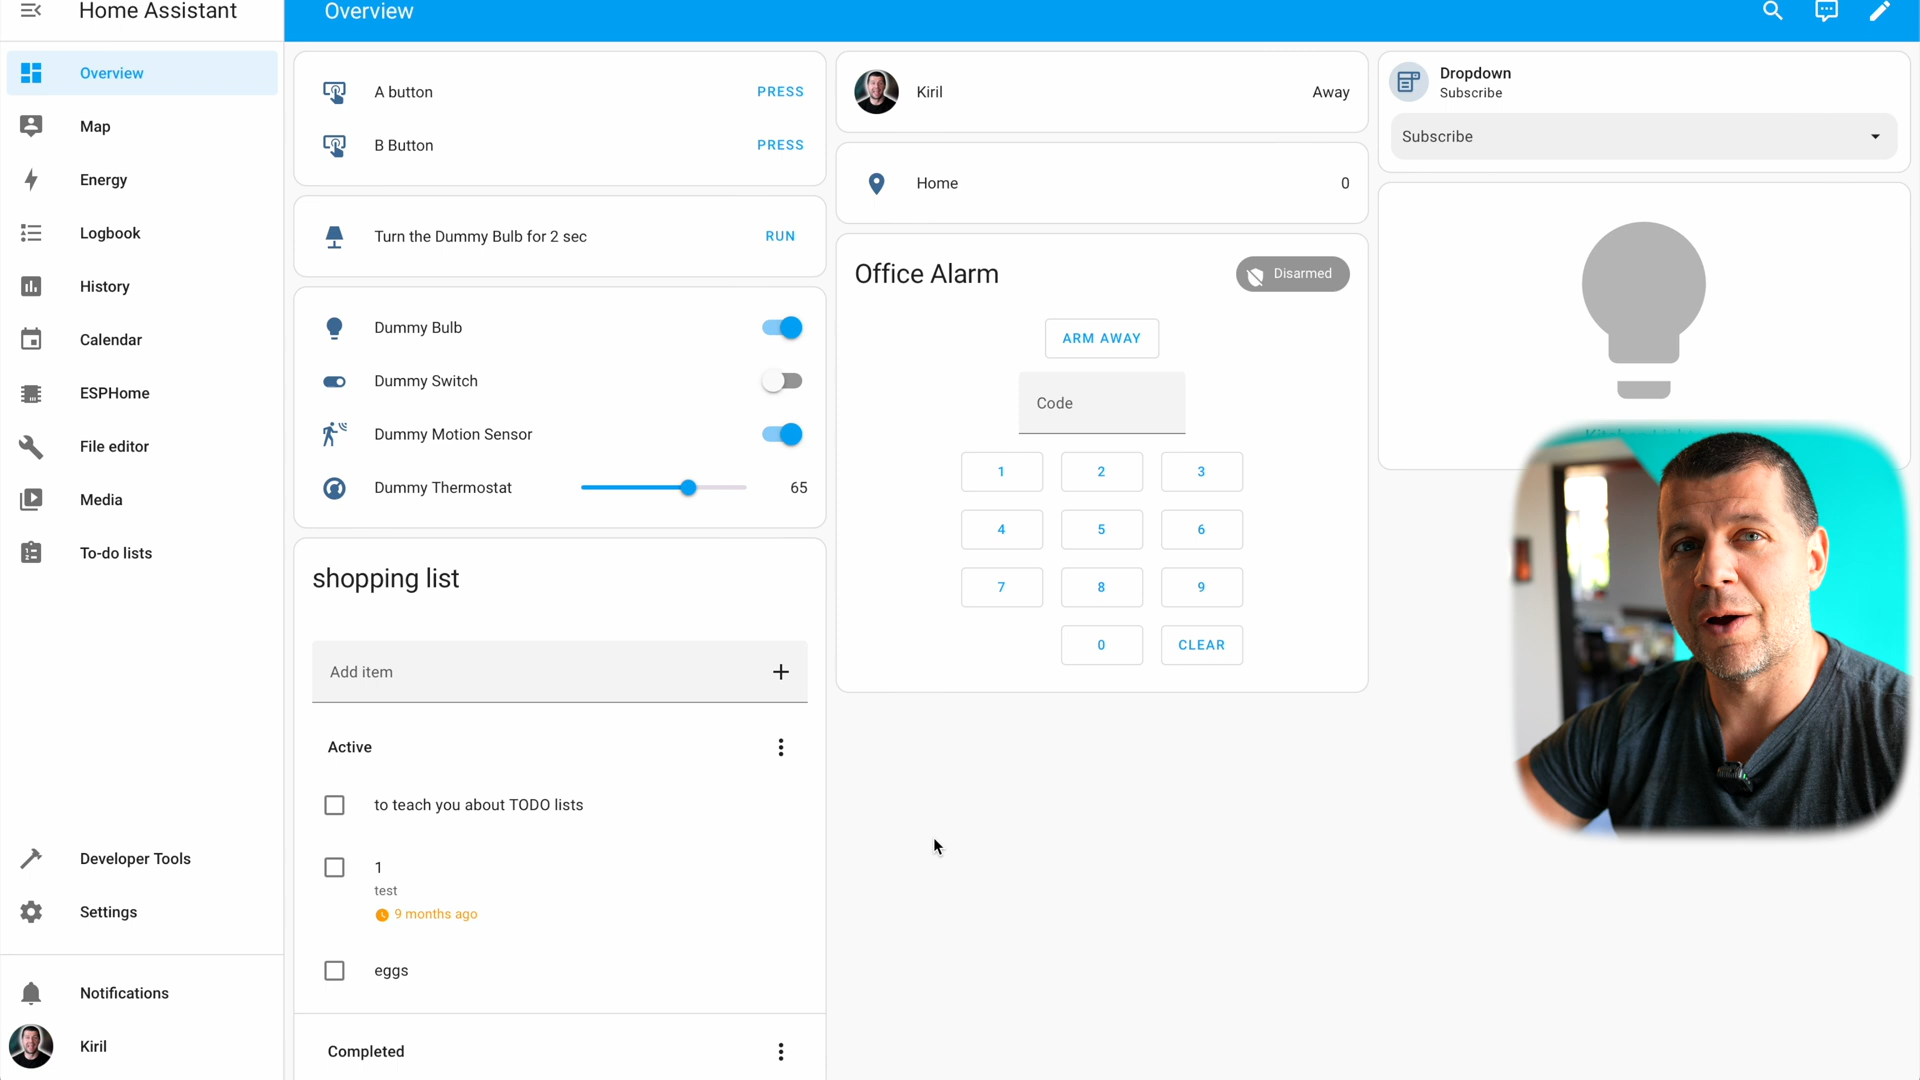 Home Assistant
Overview
Overview
Map
Energy
Logbook
History
Calendar
ESPHome
File editor
Media
To-do lists
Developer Tools
Settings
Notifications
Kiril
A button
PRESS
B Button
PRESS
Turn the Dummy Bulb for 2 sec
RUN
Dummy Bulb
Dummy Switch
Dummy Motion Sensor
Dummy Thermostat
65
shopping list
Add item
Active
to teach you about TODO lists
1
test
9 months ago
eggs
Completed
Kiril
Away
Home
0
Office Alarm
Disarmed
ARM AWAY
Code
1
2
3
4
5
6
7
8
9
0
CLEAR
Dropdown
Subscribe
Subscribe